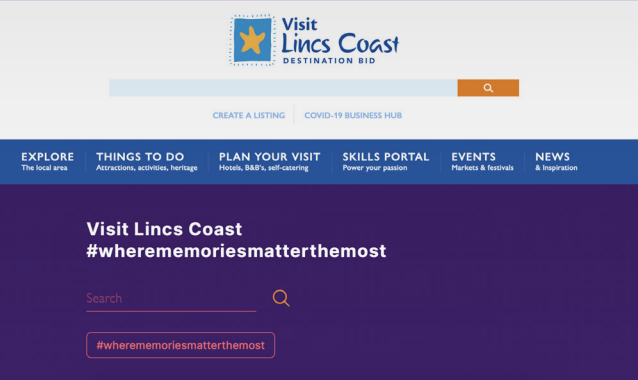 Visit
Lincs Coast
DESTINATION BID
CREATE A LISTING
COVID-19 BUSINESS HUB
EXPLORE
The local area
THINGS TO DO
Attractions, activities, heritage
PLAN YOUR VISIT
Hotels, B&B's, self-catering
SKILLS PORTAL
Power your passion
EVENTS
Markets & festivals
NEWS
& Inspiration
Visit Lincs Coast
#wherememoriesmatterthemost
Search
#wherememoriesmatterthemost